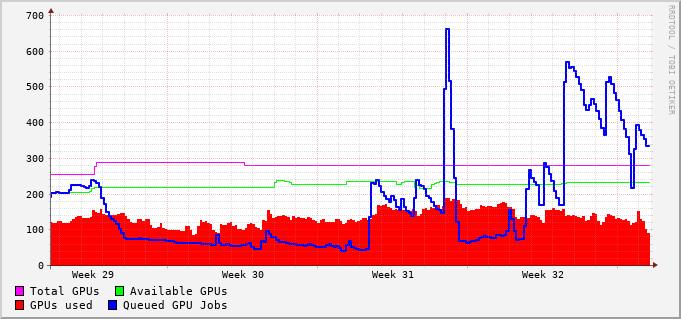 700
600
500
400
300
200
100
0
Week 29 Week 30 Week 31 Week 32
Total GPUs Available GPUs
GPUs used Queued GPU Jobs
RRDTOOL / TOBI OETIKER